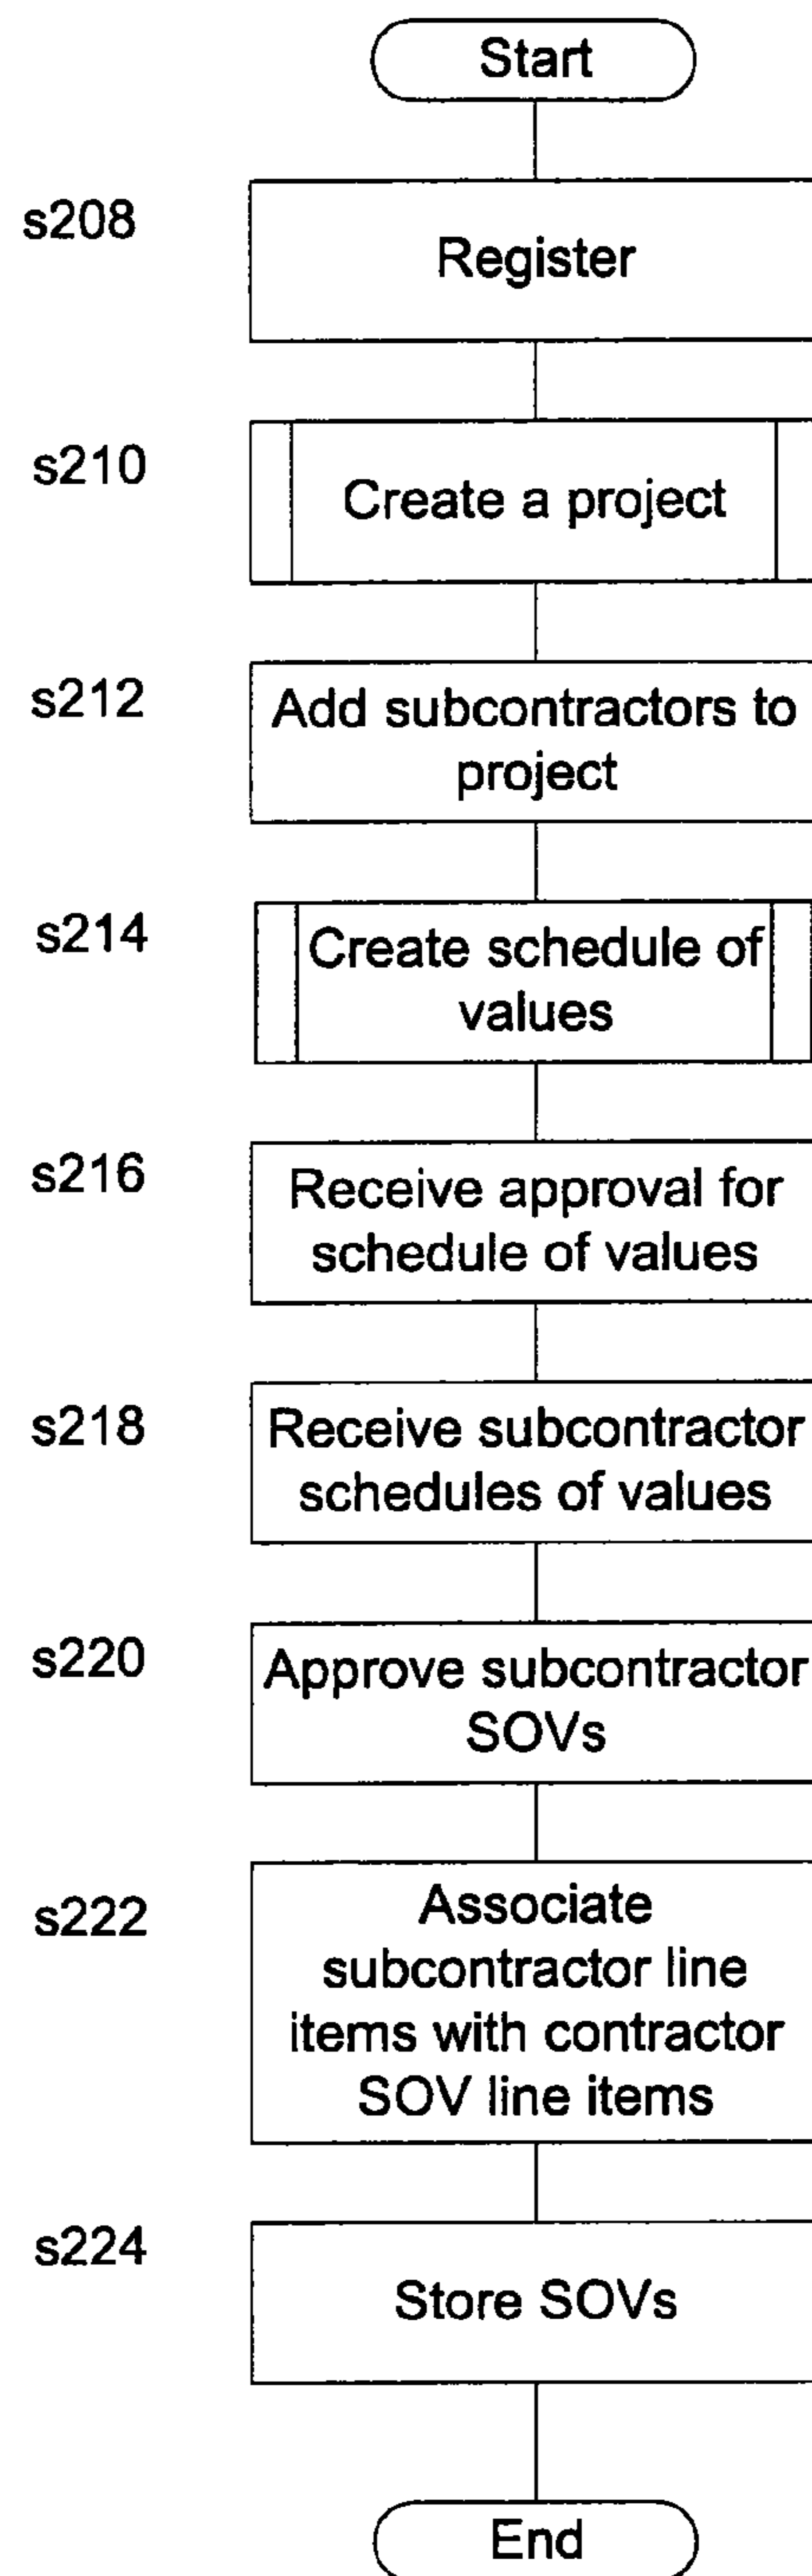 Start
s208
Register
s210
Create a project
s212
Add subcontractors to
project
s214
Create schedule of
values
s216
Receive approval for
schedule of values
s218
Receive subcontractor
schedules of values
s220
Approve subcontractor
SOVs
s222
Associate
subcontractor line
items with contractor
SOV line items
s224
Store SOVs
End